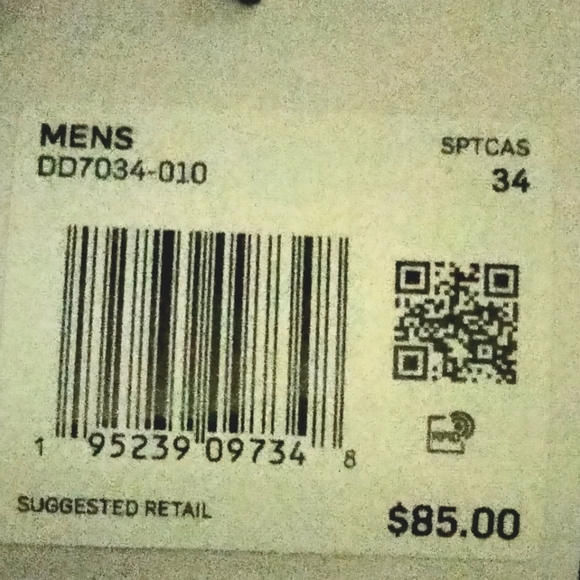 MENS
DD7034-010
SPTCAS
34
1 95239 09734 8
RFID
SUGGESTED RETAIL
$85.00